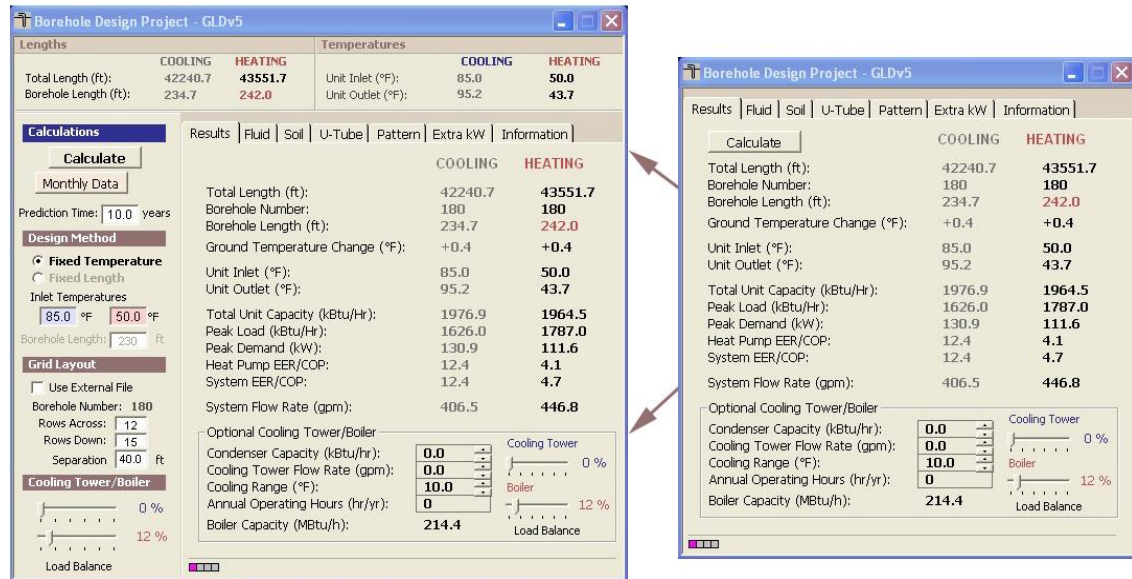 Borehole Design Project - GLDv5
Lengths Temperatures
COOLING HEATING COOLING HEATING
Total Length (ft): 42240.7 43551.7 Unit Inlet (°F): 85.0 50.0
Borehole Length (ft): 234.7 242.0 Unit Outlet (°F): 95.2 43.7
Calculations
Calculate
Monthly Data
Prediction Time: 10.0 years
Design Method
Fixed Temperature
Fixed Length
Inlet Temperatures
85.0 °F 50.0 °F
Borehole Length: 230 ft
Grid Layout
Use External File
Borehole Number: 180
Rows Across: 12
Rows Down: 15
Separation 40.0 ft
Cooling Tower/Boiler
0 %
12 %
Load Balance
Results Fluid Soil U-Tube Pattern Extra kW Information
COOLING HEATING
Total Length (ft): 42240.7 43551.7
Borehole Number: 180 180
Borehole Length (ft): 234.7 242.0
Ground Temperature Change (°F): +0.4 +0.4
Unit Inlet (°F): 85.0 50.0
Unit Outlet (°F): 95.2 43.7
Total Unit Capacity (kBtu/Hr): 1976.9 1964.5
Peak Load (kBtu/Hr): 1626.0 1787.0
Peak Demand (kW): 130.9 111.6
Heat Pump EER/COP: 12.4 4.1
System EER/COP: 12.4 4.7
System Flow Rate (gpm): 406.5 446.8
Optional Cooling Tower/Boiler
Condenser Capacity (kBtu/hr): 0.0
Cooling Tower Flow Rate (gpm): 0.0
Cooling Range (°F): 10.0
Annual Operating Hours (hr/yr): 0
Boiler Capacity (MBtu/h): 214.4
Cooling Tower
0 %
Boiler
12 %
Load Balance
Borehole Design Project - GLDv5
Results Fluid Soil U-Tube Pattern Extra kW Information
Calculate COOLING HEATING
Total Length (ft): 42240.7 43551.7
Borehole Number: 180 180
Borehole Length (ft): 234.7 242.0
Ground Temperature Change (°F): +0.4 +0.4
Unit Inlet (°F): 85.0 50.0
Unit Outlet (°F): 95.2 43.7
Total Unit Capacity (kBtu/Hr): 1976.9 1964.5
Peak Load (kBtu/Hr): 1626.0 1787.0
Peak Demand (kW): 130.9 111.6
Heat Pump EER/COP: 12.4 4.1
System EER/COP: 12.4 4.7
System Flow Rate (gpm): 406.5 446.8
Optional Cooling Tower/Boiler
Condenser Capacity (kBtu/hr): 0.0
Cooling Tower Flow Rate (gpm): 0.0
Cooling Range (°F): 10.0
Annual Operating Hours (hr/yr): 0
Boiler Capacity (MBtu/h): 214.4
Cooling Tower
0 %
Boiler
12 %
Load Balance